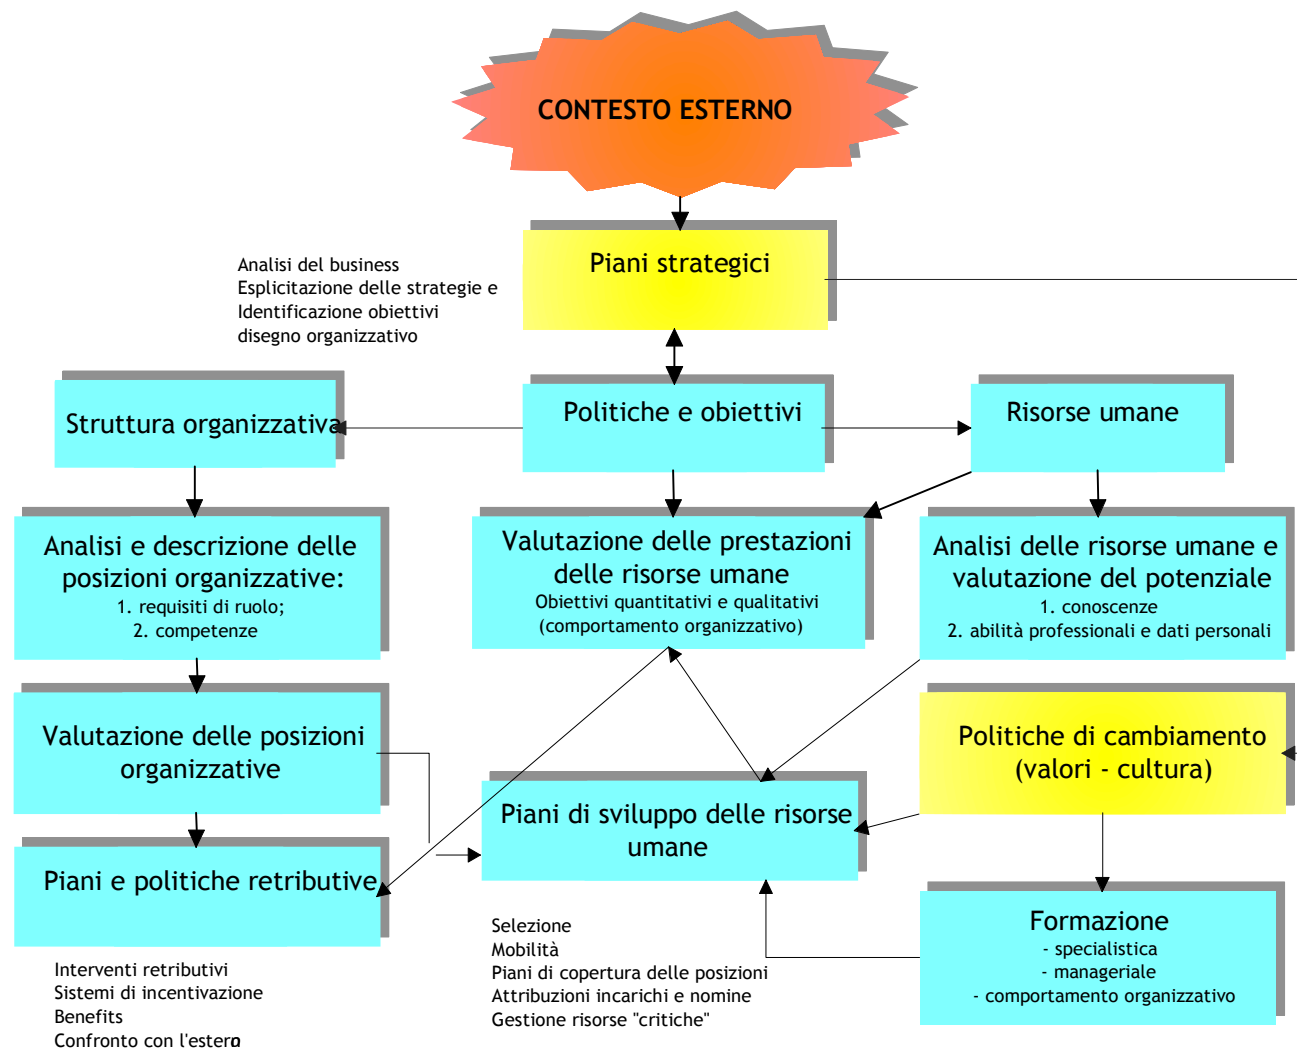 CONTESTO ESTERNO
Piani strategici
Analisi del business
Esplicitazione delle strategie e
Identificazione obiettivi
disegno organizzativo
Struttura organizzativa
Politiche e obiettivi
Risorse umane
Analisi e descrizione delle
posizioni organizzative:
1. requisiti di ruolo;
2. competenze
Valutazione delle prestazioni
delle risorse umane
Obiettivi quantitativi e qualitativi
(comportamento organizzativo)
Analisi delle risorse umane e
valutazione del potenziale
1. conoscenze
2. abilità professionali e dati personali
Valutazione delle posizioni
organizzative
Politiche di cambiamento
(valori - cultura)
Piani di sviluppo delle risorse
umane
Piani e politiche retributive
Formazione
- specialistica
- manageriale
- comportamento organizzativo
Selezione
Mobilità
Piani di copertura delle posizioni
Attribuzioni incarichi e nomine
Gestione risorse "critiche"
Interventi retributivi
Sistemi di incentivazione
Benefits
Confronto con l'estero